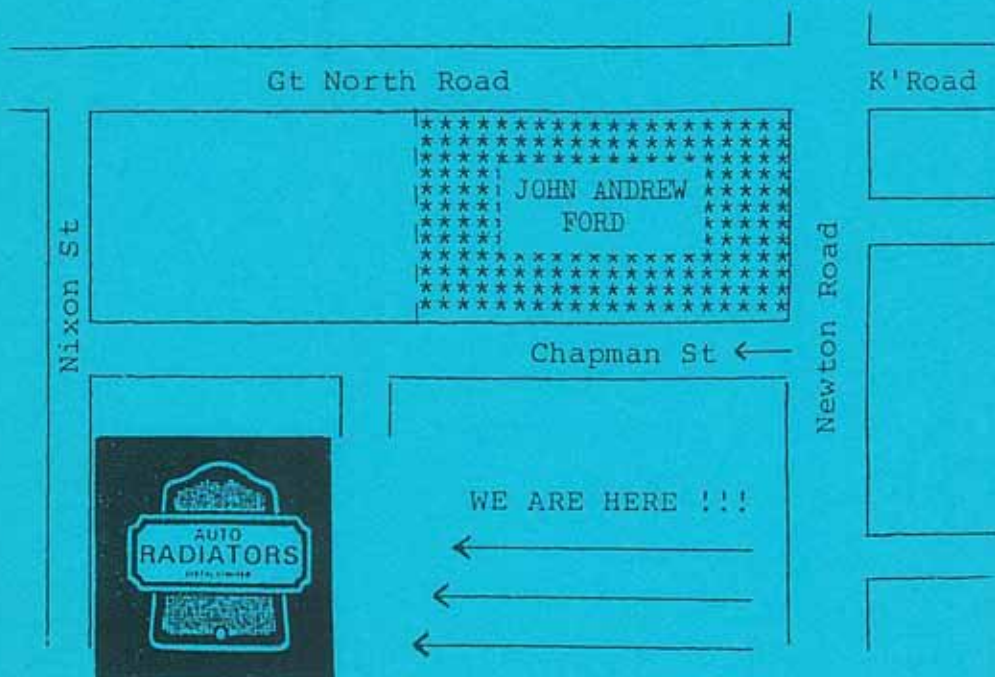 Gt North Road
K'Road
JOHN ANDREW
FORD
Nixon St
Newton Road
Chapman St ←
WE ARE HERE !!!
AUTO
RADIATORS